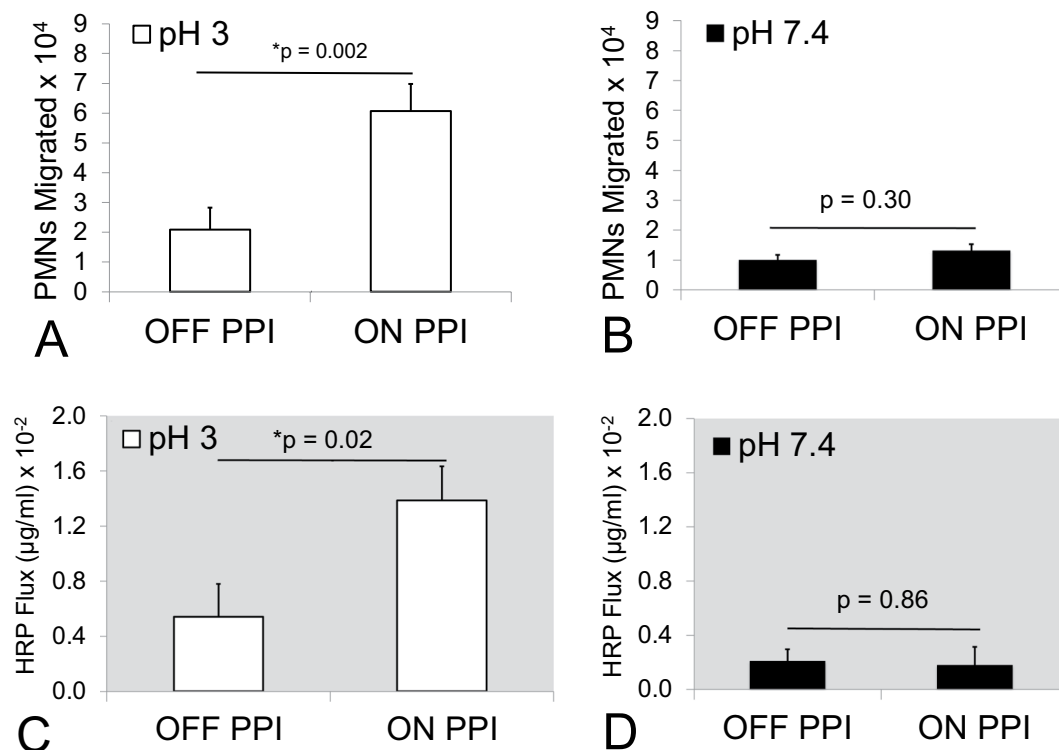 PMNs Migrated x 10⁴
9
8
7
6
5
4
3
2
1
0
pH 3
*p = 0.002
OFF PPI
ON PPI
A
PMNs Migrated x 10⁴
9
8
7
6
5
4
3
2
1
0
pH 7.4
p = 0.30
OFF PPI
ON PPI
B
HRP Flux (µg/ml) x 10⁻²
2.0
1.6
1.2
0.8
0.4
0.0
pH 3
*p = 0.02
OFF PPI
ON PPI
C
HRP Flux (µg/ml) x 10⁻²
2.0
1.6
1.2
0.8
0.4
0.0
pH 7.4
p = 0.86
OFF PPI
ON PPI
D